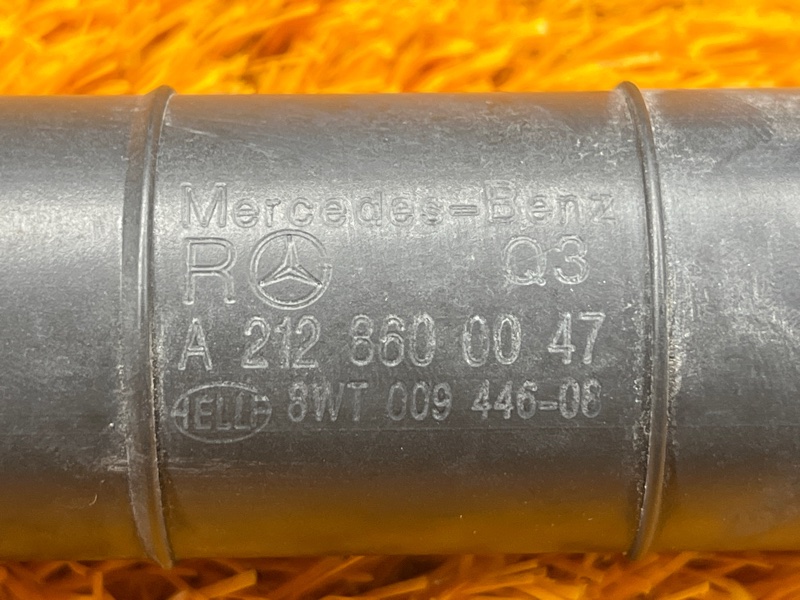 Mercedes-Benz
R Q3
A 212 860 00 47
HELLA 8WT 009 446-08